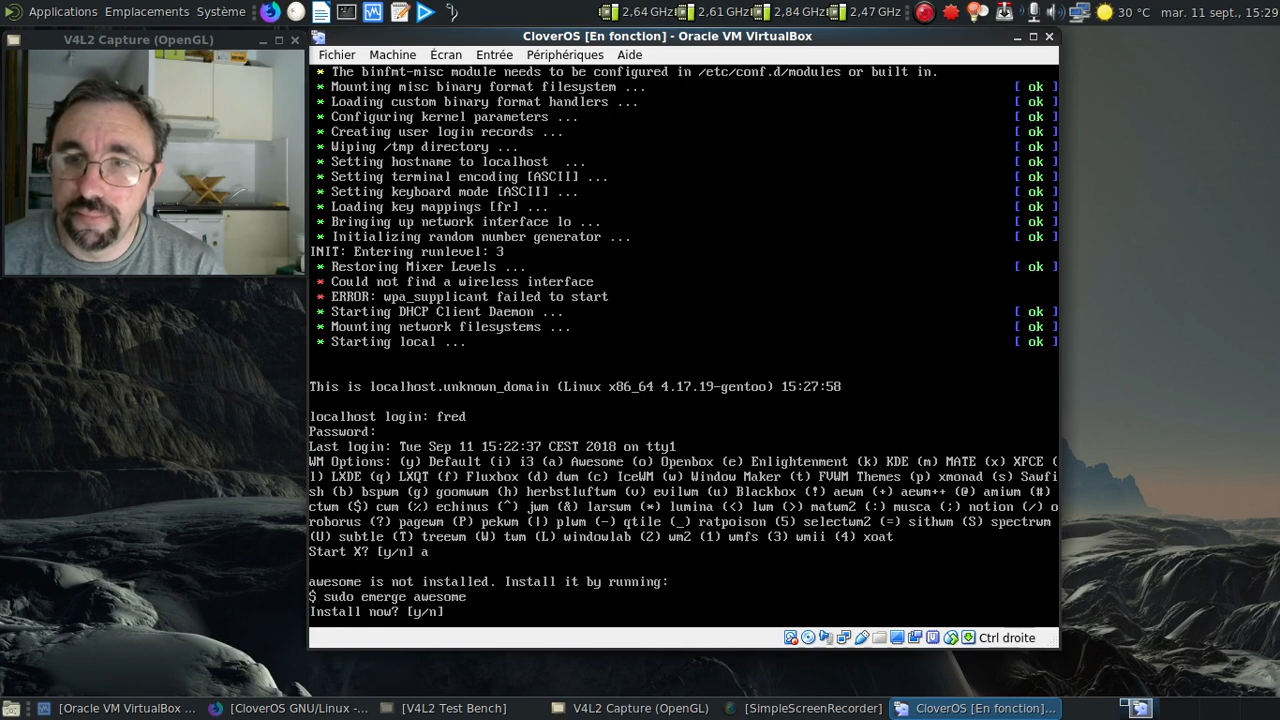 Applications Emplacements Système 2,64 GHz 2,61 GHz 2,84 GHz 2,47 GHz 30 °C mar. 11 sept., 15:29
V4L2 Capture (OpenGL)
CloverOS [En fonction] - Oracle VM VirtualBox
Fichier Machine Écran Entrée Périphériques Aide
* The binfmt-misc module needs to be configured in /etc/conf.d/modules or built in.
* Mounting misc binary format filesystem ... [ ok ]
* Loading custom binary format handlers ... [ ok ]
* Configuring kernel parameters ... [ ok ]
* Creating user login records ... [ ok ]
* Wiping /tmp directory ... [ ok ]
* Setting hostname to localhost ... [ ok ]
* Setting terminal encoding [ASCII] ... [ ok ]
* Setting keyboard mode [ASCII] ... [ ok ]
* Loading key mappings [fr] ... [ ok ]
* Bringing up network interface lo ... [ ok ]
* Initializing random number generator ... [ ok ]
INIT: Entering runlevel: 3
* Restoring Mixer Levels ... [ ok ]
* Could not find a wireless interface
* ERROR: wpa_supplicant failed to start
* Starting DHCP Client Daemon ... [ ok ]
* Mounting network filesystems ... [ ok ]
* Starting local ... [ ok ]
This is localhost.unknown_domain (Linux x86_64 4.17.19-gentoo) 15:27:58
localhost login: fred
Password:
Last login: Tue Sep 11 15:22:37 CEST 2018 on tty1
WM Options: (y) Default (i) i3 (a) Awesome (o) Openbox (e) Enlightenment (k) KDE (m) MATE (x) XFCE (
l) LXDE (q) LXQT (f) Fluxbox (d) dwm (c) IceWM (w) Window Maker (t) FVWM Themes (p) xmonad (s) Sawfi
sh (b) bspwm (g) goomwwm (h) herbstluftwm (v) evilwm (u) Blackbox (!) aewm (+) aewm++ (@) amiwm (#)
ctwm ($) cwm (%) echinus (^) jwm (&) larswm (*) lumina (<) lwm (>) matwm2 (:) musca (;) notion (/) o
roborus (?) pagewm (P) pekwm (|) plwm (-) qtile (_) ratpoison (5) selectwm2 (=) sithwm (S) spectrwm
(U) subtle (T) treewm (W) twm (L) windowlab (2) wm2 (1) wmfs (3) wmii (4) xoat
Start X? [y/n] a
awesome is not installed. Install it by running:
$ sudo emerge awesome
Install now? [y/n]
Ctrl droite
[Oracle VM VirtualBox ... [CloverOS GNU/Linux -... [V4L2 Test Bench] V4L2 Capture (OpenGL) [SimpleScreenRecorder] CloverOS [En fonction]...